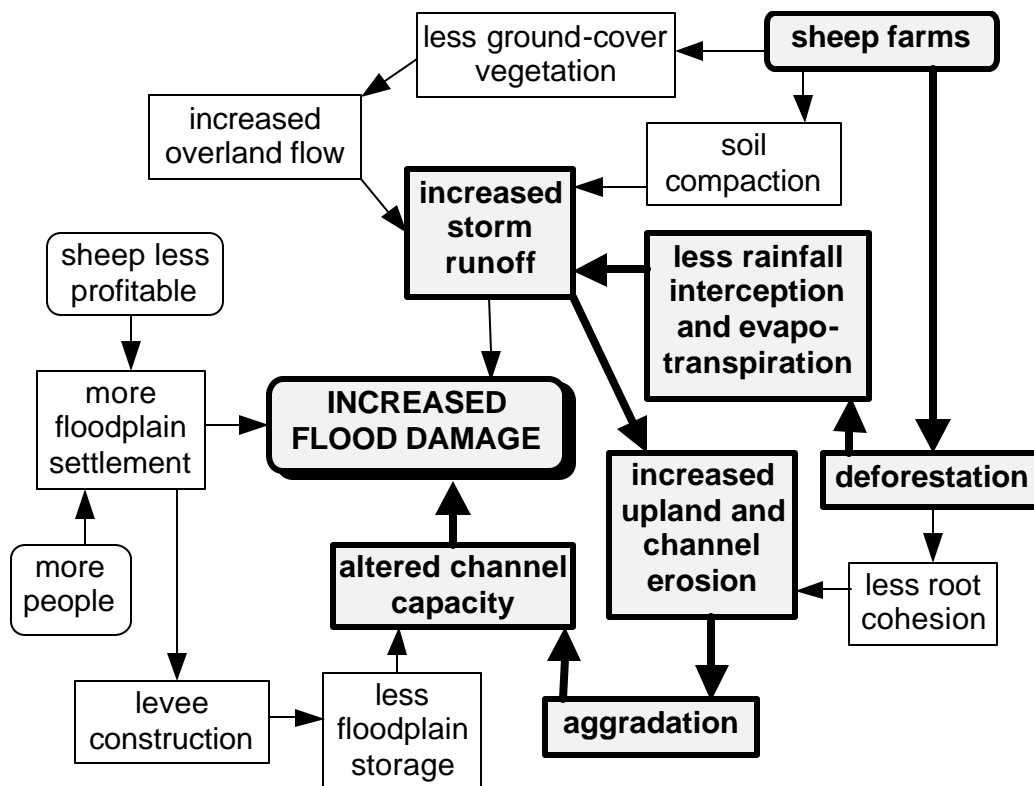 less ground-cover
vegetation
sheep farms
increased
overland flow
soil
compaction
increased
storm
runoff
less rainfall
interception
and evapo-
transpiration
sheep less
profitable
more
floodplain
settlement
INCREASED
FLOOD DAMAGE
increased
upland and
channel
erosion
deforestation
more
people
altered channel
capacity
less root
cohesion
levee
construction
less
floodplain
storage
aggradation